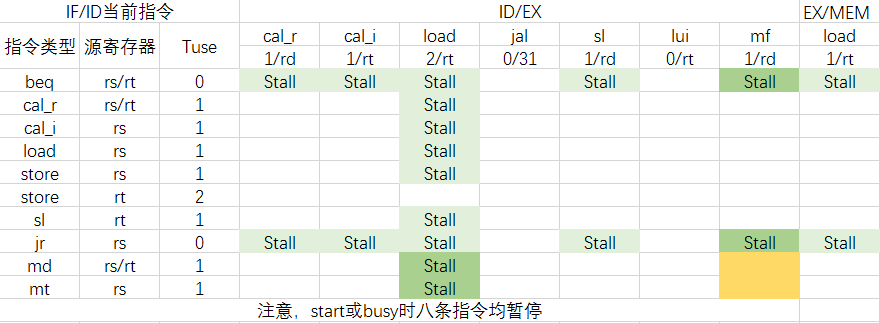 IF/ID当前指令 ID/EX EX/MEM
指令类型 源寄存器 Tuse cal_r cal_i load jal sl lui mf load
1/rd 1/rt 2/rt 0/31 1/rd 0/rt 1/rd 1/rt
beq rs/rt 0 Stall Stall Stall Stall Stall Stall
cal_r rs/rt 1 Stall
cal_i rs 1 Stall
load rs 1 Stall
store rs 1 Stall
store rt 2
sl rt 1 Stall
jr rs 0 Stall Stall Stall Stall Stall Stall
md rs/rt 1 Stall
mt rs 1 Stall
注意，start或busy时八条指令均暂停